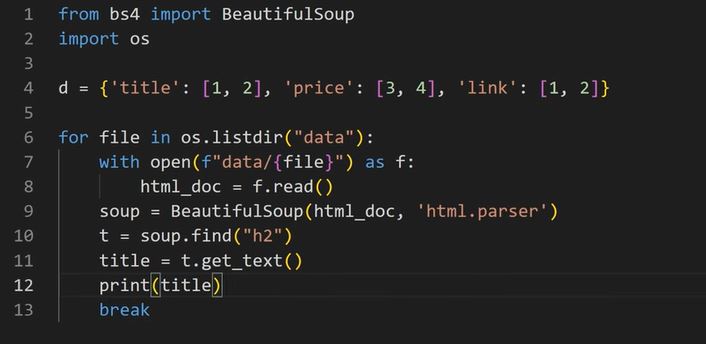 1 from bs4 import BeautifulSoup
2 import os
3
4 d = {'title': [1, 2], 'price': [3, 4], 'link': [1, 2]}
5
6 for file in os.listdir("data"):
7     with open(f"data/{file}") as f:
8         html_doc = f.read()
9     soup = BeautifulSoup(html_doc, 'html.parser')
10     t = soup.find("h2")
11     title = t.get_text()
12     print(title)
13     break